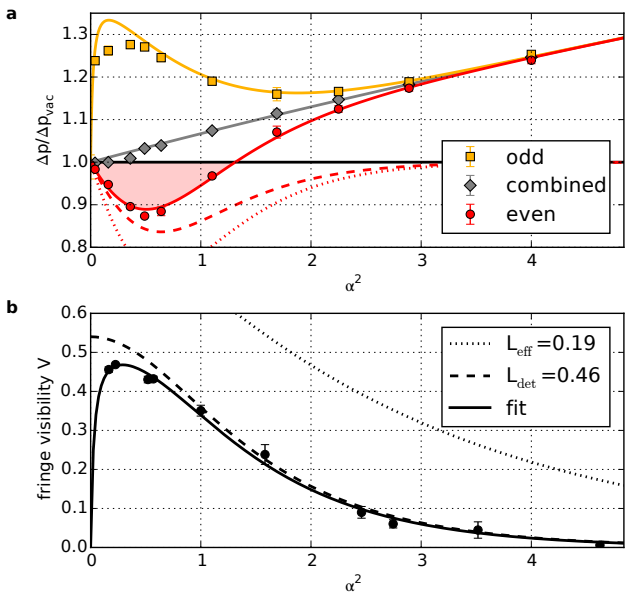 a
Δp/Δp_vac
1.3
1.2
1.1
1.0
0.9
0.8
odd
combined
even
0 1 2 3 4
α²
b
fringe visibility V
0.6
0.5
0.4
0.3
0.2
0.1
0.0
L_eff=0.19
L_det=0.46
fit
0 1 2 3 4
α²